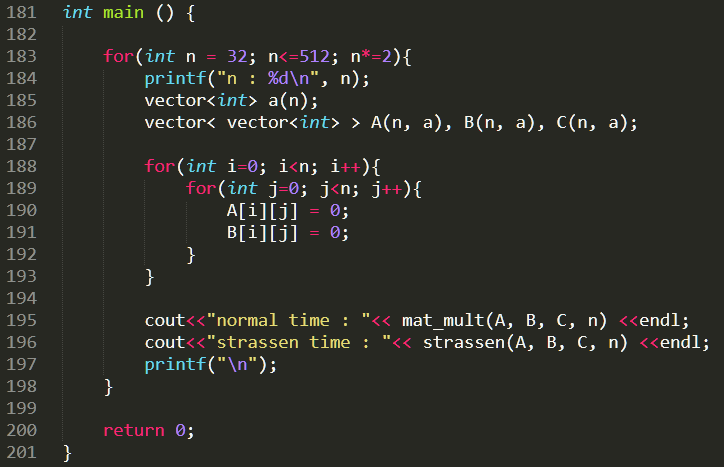 181 int main () {
182
183     for(int n = 32; n<=512; n*=2){
184         printf("n : %d\n", n);
185         vector<int> a(n);
186         vector< vector<int> > A(n, a), B(n, a), C(n, a);
187
188         for(int i=0; i<n; i++){
189             for(int j=0; j<n; j++){
190                 A[i][j] = 0;
191                 B[i][j] = 0;
192             }
193         }
194
195         cout<<"normal time : "<< mat_mult(A, B, C, n) <<endl;
196         cout<<"strassen time : "<< strassen(A, B, C, n) <<endl;
197         printf("\n");
198     }
199
200     return 0;
201 }